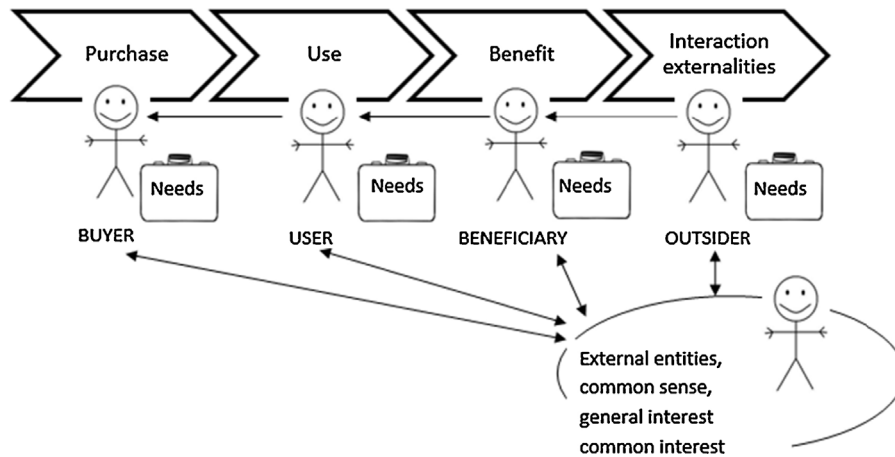 Purchase
Use
Benefit
Interaction
externalities
Needs
Needs
Needs
Needs
BUYER
USER
BENEFICIARY
OUTSIDER
External entities,
common sense,
general interest
common interest